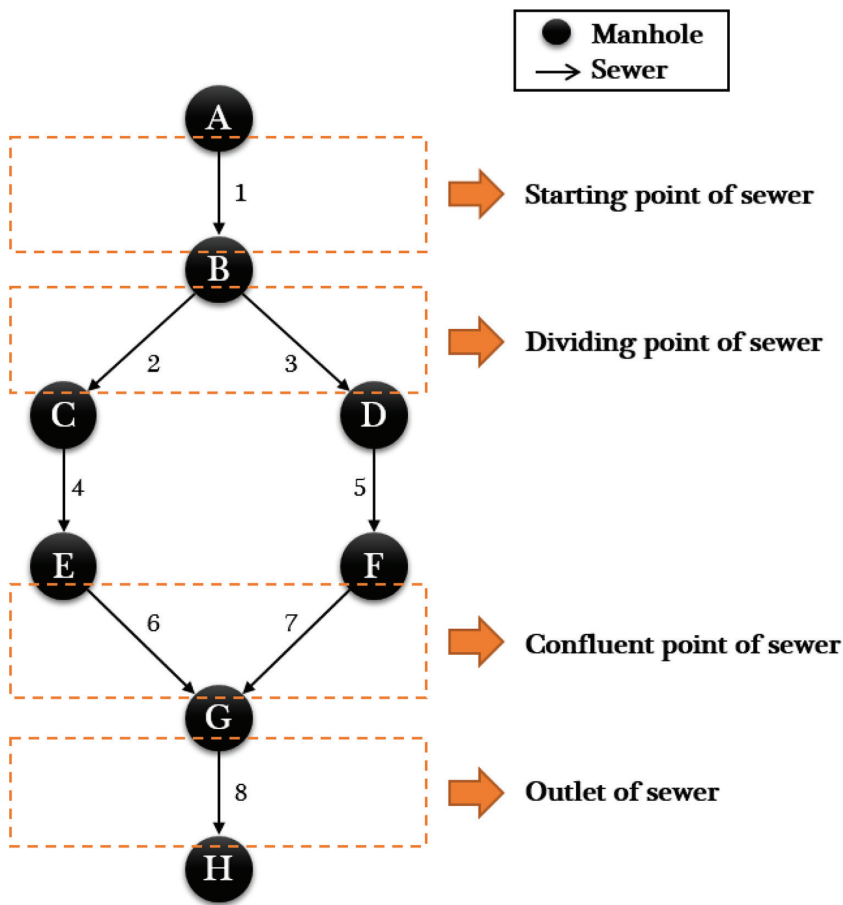 Manhole
Sewer
A
1
Starting point of sewer
B
2
3
Dividing point of sewer
C
D
4
5
E
F
6
7
Confluent point of sewer
G
8
Outlet of sewer
H